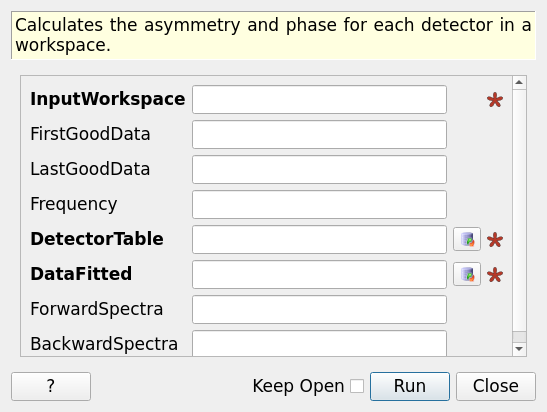 Calculates the asymmetry and phase for each detector in a
workspace.
InputWorkspace
FirstGoodData
LastGoodData
Frequency
DetectorTable
DataFitted
ForwardSpectra
BackwardSpectra
? Keep Open Run Close